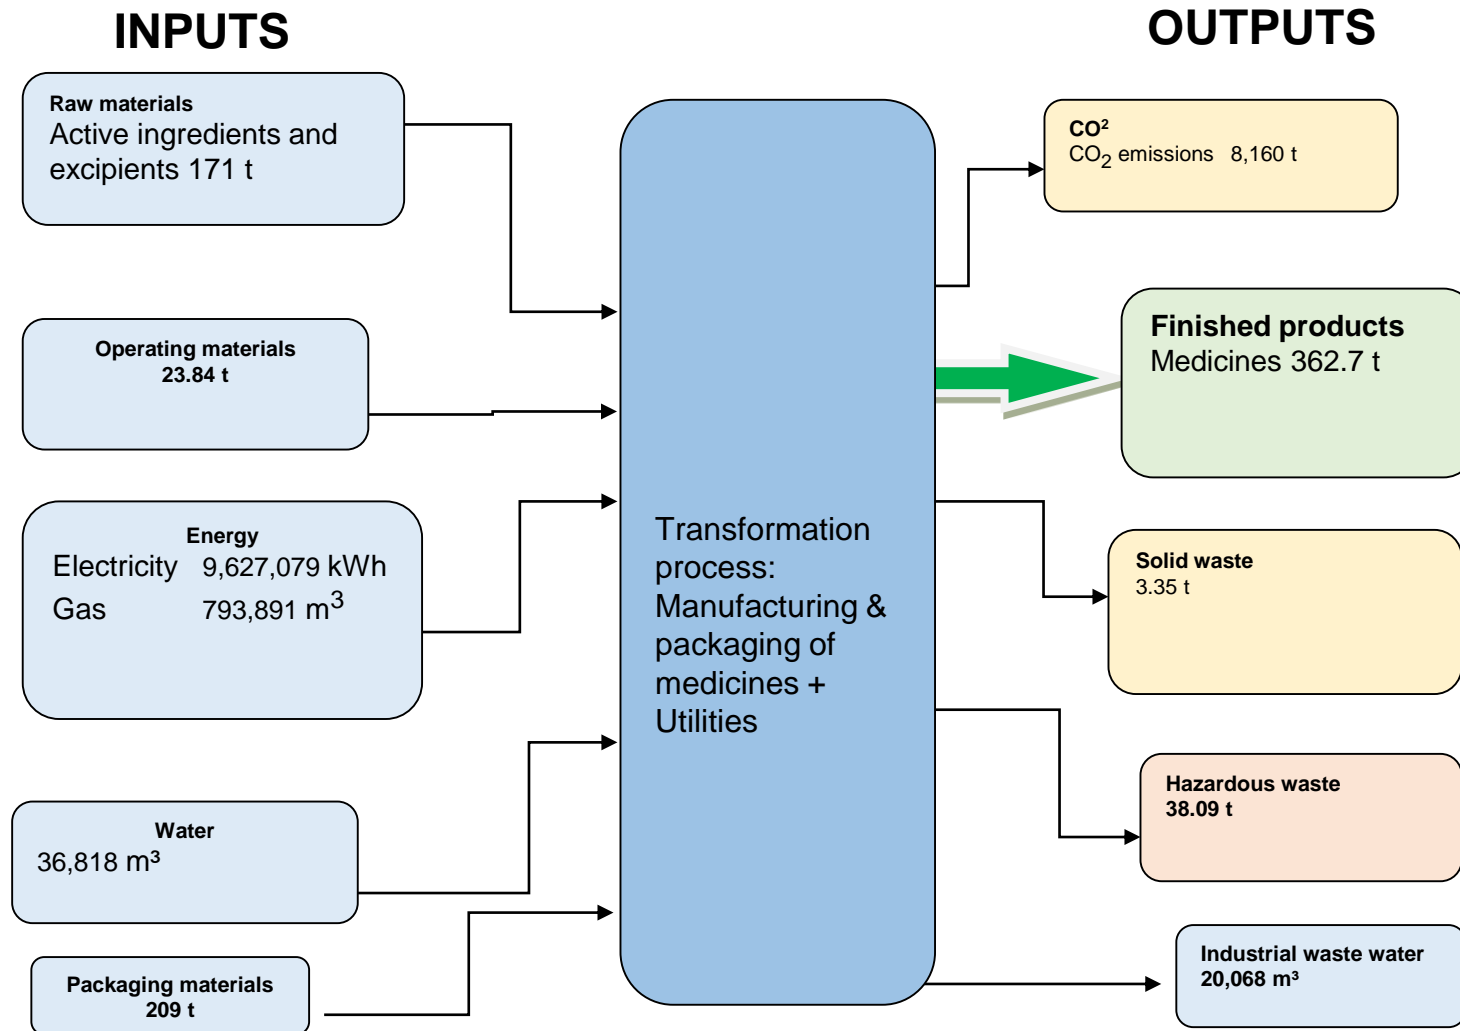 INPUTS
Raw materials
Active ingredients and
excipients 171 t
Operating materials
23.84 t
Energy
Electricity 9,627,079 kWh
Gas 793,891 m³
Water
36,818 m³
Packaging materials
209 t
Transformation
process:
Manufacturing &
packaging of
medicines +
Utilities
OUTPUTS
CO²
CO₂ emissions 8,160 t
Finished products
Medicines 362.7 t
Solid waste
3.35 t
Hazardous waste
38.09 t
Industrial waste water
20,068 m³